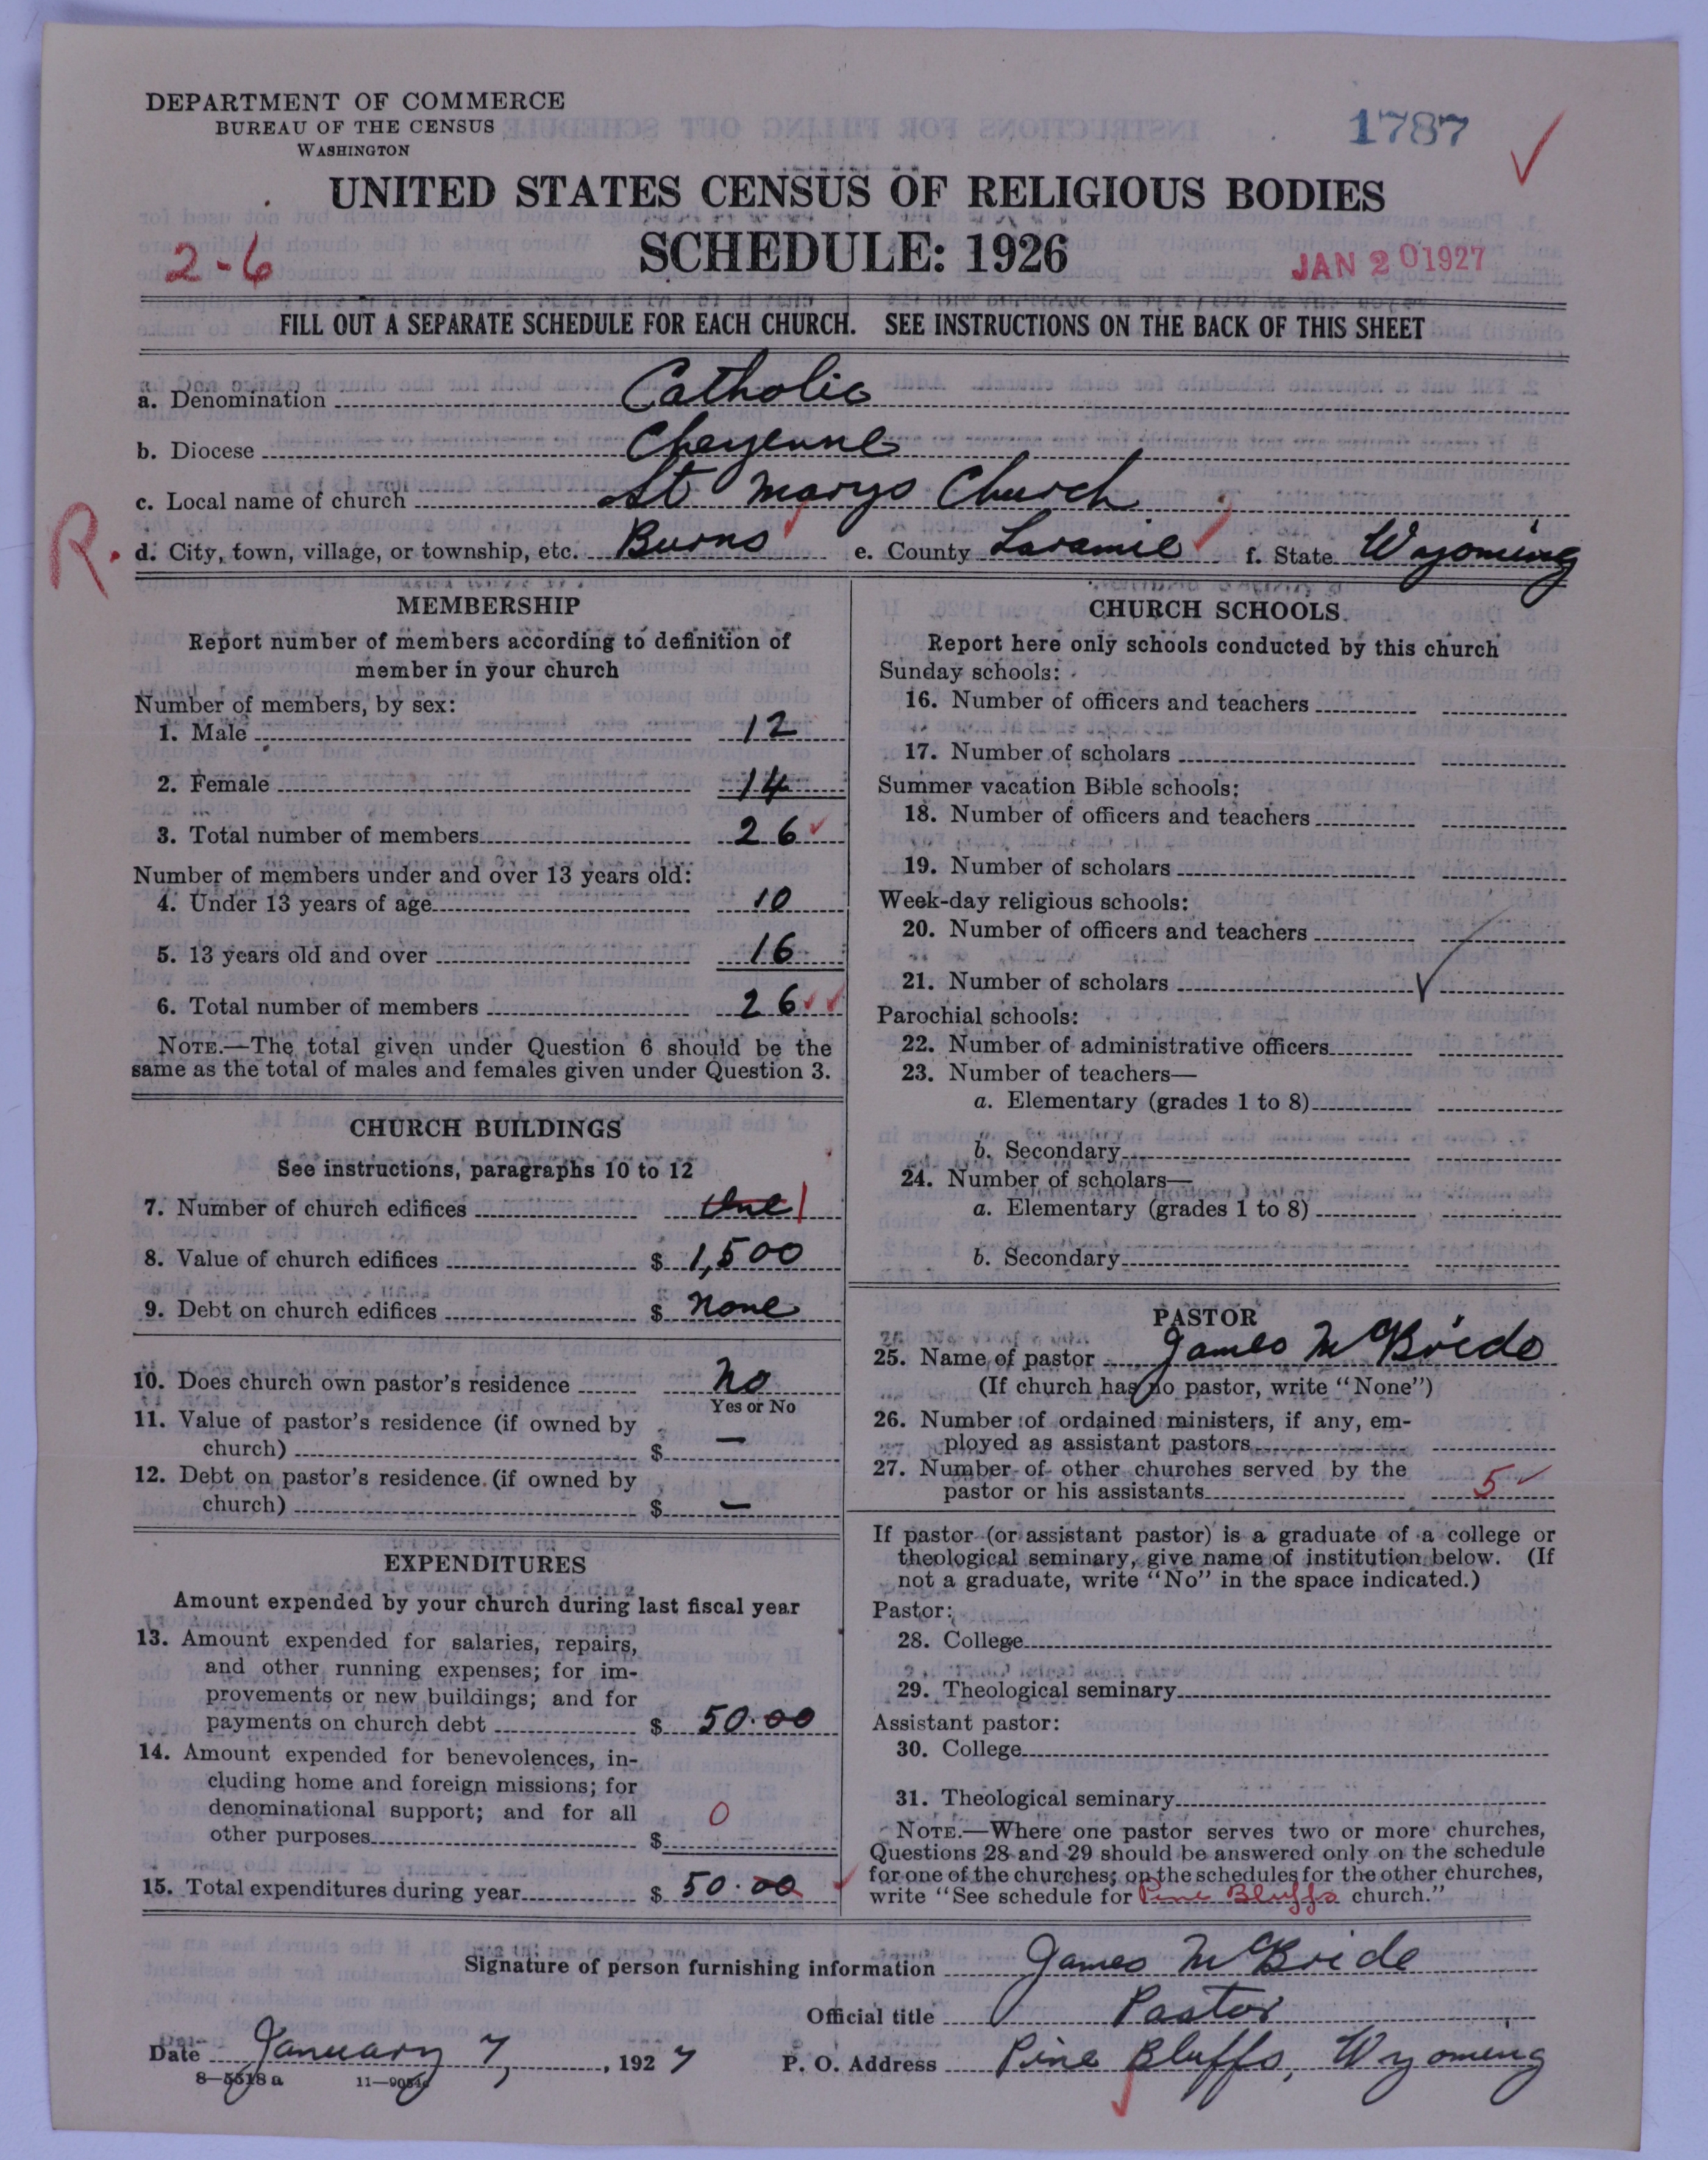 DEPARTMENT OF COMMERCE
BUREAU OF THE CENSUS
WASHINGTON
1787
UNITED STATES CENSUS OF RELIGIOUS BODIES
SCHEDULE: 1926
2-6
JAN 20 1927
FILL OUT A SEPARATE SCHEDULE FOR EACH CHURCH. SEE INSTRUCTIONS ON THE BACK OF THIS SHEET
a. Denomination Catholic
b. Diocese Cheyenne
c. Local name of church St Marys Church
R.
d. City, town, village, or township, etc. Burns e. County Laramie f. State Wyoming
MEMBERSHIP
Report number of members according to definition of
member in your church
Number of members, by sex:
1. Male 12
2. Female 14
3. Total number of members 26
Number of members under and over 13 years old:
4. Under 13 years of age 10
5. 13 years old and over 16
6. Total number of members 26
NOTE.—The total given under Question 6 should be the
same as the total of males and females given under Question 3.
CHURCH BUILDINGS
See instructions, paragraphs 10 to 12
7. Number of church edifices One 1
8. Value of church edifices $ 1,500
9. Debt on church edifices $ None
10. Does church own pastor's residence No
Yes or No
11. Value of pastor's residence (if owned by
church) $ —
12. Debt on pastor's residence (if owned by
church) $ —
EXPENDITURES
Amount expended by your church during last fiscal year
13. Amount expended for salaries, repairs,
and other running expenses; for im-
provements or new buildings; and for
payments on church debt $ 50.00
14. Amount expended for benevolences, in-
cluding home and foreign missions; for
denominational support; and for all
other purposes $ 0
15. Total expenditures during year $ 50.00
CHURCH SCHOOLS
Report here only schools conducted by this church
Sunday schools:
16. Number of officers and teachers
17. Number of scholars
Summer vacation Bible schools:
18. Number of officers and teachers
19. Number of scholars
Week-day religious schools:
20. Number of officers and teachers
21. Number of scholars
Parochial schools:
22. Number of administrative officers
23. Number of teachers—
a. Elementary (grades 1 to 8)
b. Secondary
24. Number of scholars—
a. Elementary (grades 1 to 8)
b. Secondary
PASTOR
25. Name of pastor James McBride
(If church has no pastor, write "None")
26. Number of ordained ministers, if any, em-
ployed as assistant pastors
27. Number of other churches served by the
pastor or his assistants 5
If pastor (or assistant pastor) is a graduate of a college or
theological seminary, give name of institution below. (If
not a graduate, write "No" in the space indicated.)
Pastor:
28. College
29. Theological seminary
Assistant pastor:
30. College
31. Theological seminary
NOTE.—Where one pastor serves two or more churches,
Questions 28 and 29 should be answered only on the schedule
for one of the churches; on the schedules for the other churches,
write "See schedule for Pine Bluffs church."
Signature of person furnishing information James McBride
Official title Pastor
Date January 7, 1927 P. O. Address Pine Bluffs, Wyoming
8—5518a